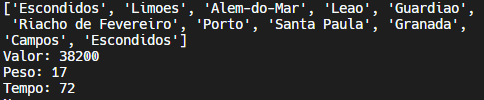 ['Escondidos', 'Limoes', 'Alem-do-Mar', 'Leao', 'Guardiao',
'Riacho de Fevereiro', 'Porto', 'Santa Paula', 'Granada',
'Campos', 'Escondidos']
Valor: 38200
Peso: 17
Tempo: 72